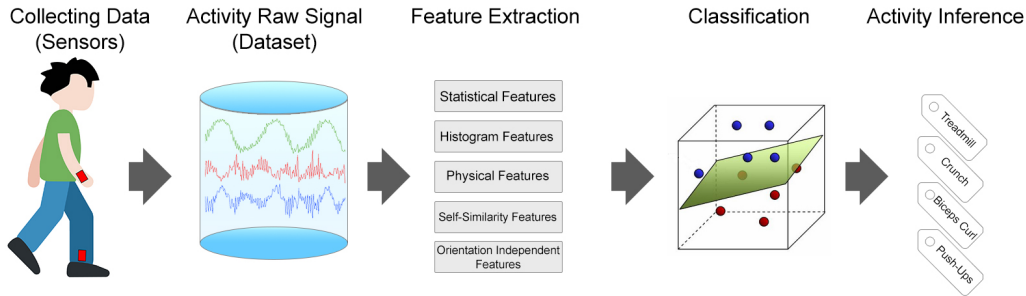 Collecting Data
(Sensors)
Activity Raw Signal
(Dataset)
Feature Extraction
Classification
Activity Inference
Statistical Features
Histogram Features
Physical Features
Self-Similarity Features
Orientation Independent
Features
Treadmill
Crunch
Biceps Curl
Push-Ups